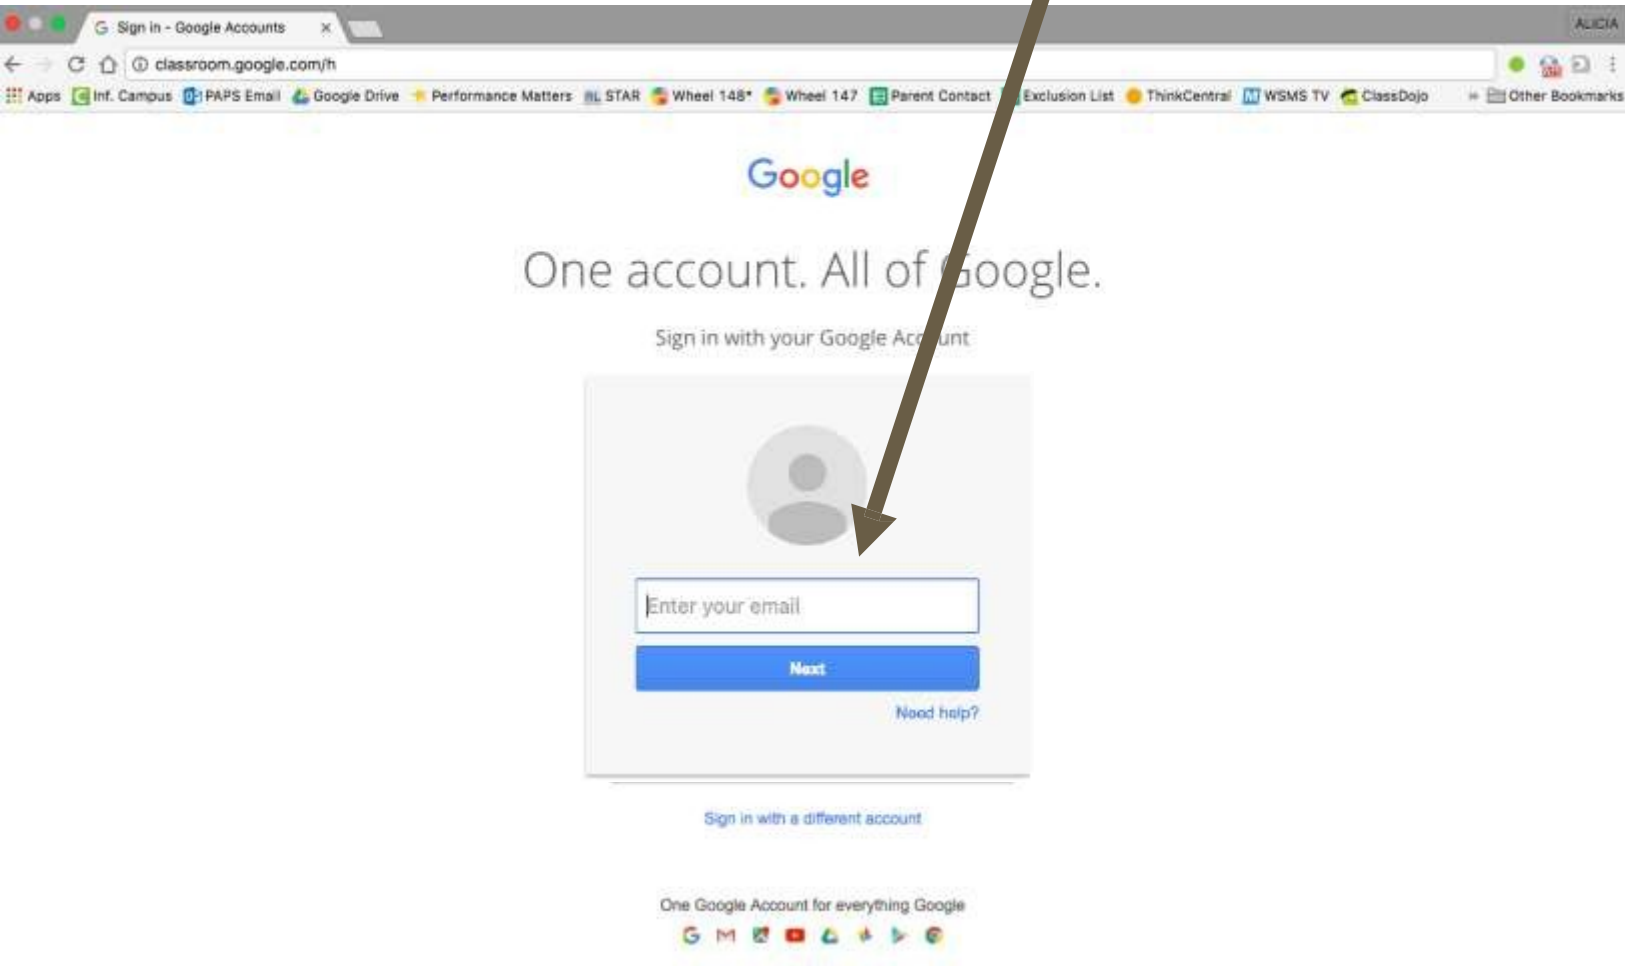 Sign in - Google Accounts
ALICIA
classroom.google.com/h
Apps Inf. Campus PAPS Email Google Drive Performance Matters RL STAR Wheel 148* Wheel 147 Parent Contact Exclusion List ThinkCentral WSMS TV ClassDojo » Other Bookmarks
Google
One account. All of Google.
Sign in with your Google Account
Enter your email
Next
Need help?
Sign in with a different account
One Google Account for everything Google